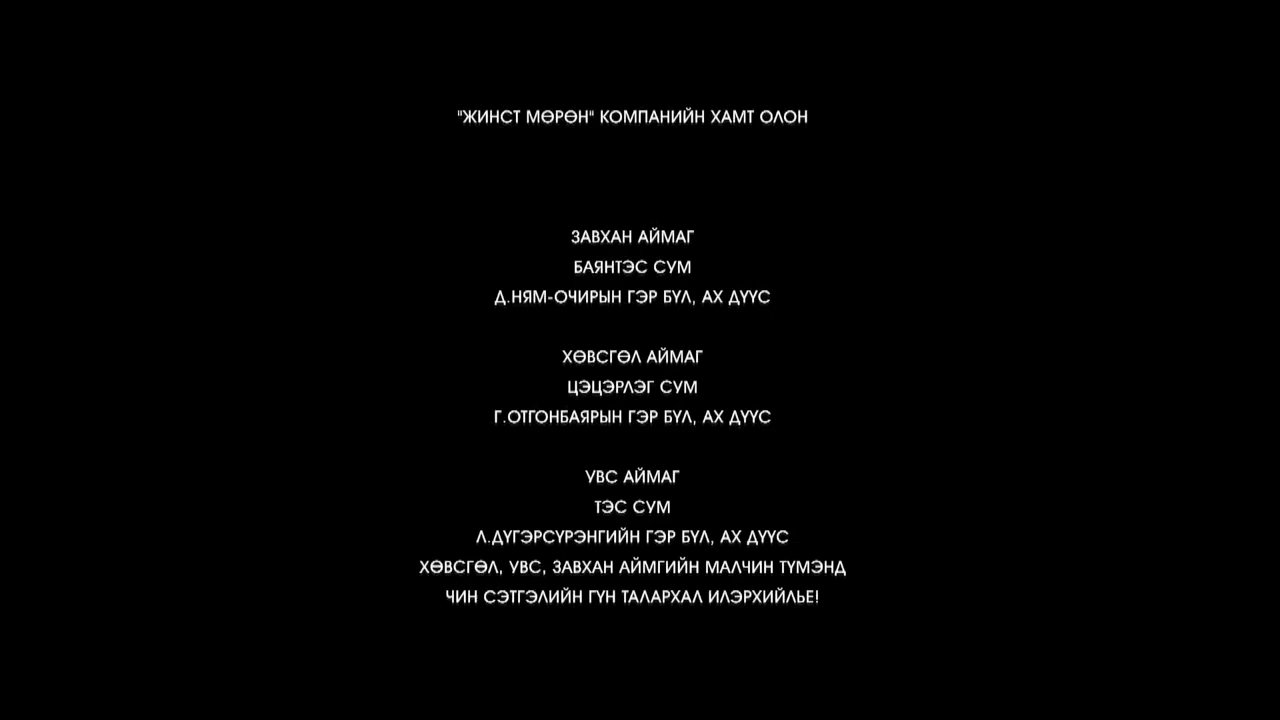 "ЖИНСТ МӨРӨН" КОМПАНИЙН ХАМТ ОЛОН
ЗАВХАН АЙМАГ
БАЯНТЭС СУМ
Д.НЯМ-ОЧИРЫН ГЭР БҮЛ, АХ ДҮҮС
ХӨВСГӨЛ АЙМАГ
ЦЭЦЭРЛЭГ СУМ
Г.ОТГОНБАЯРЫН ГЭР БҮЛ, АХ ДҮҮС
УВС АЙМАГ
ТЭС СУМ
Л.ДҮГЭРСҮРЭНГИЙН ГЭР БҮЛ, АХ ДҮҮС
ХӨВСГӨЛ, УВС, ЗАВХАН АЙМГИЙН МАЛЧИН ТҮМЭНД
ЧИН СЭТГЭЛИЙН ГҮН ТАЛАРХАЛ ИЛЭРХИЙЛЬЕ!